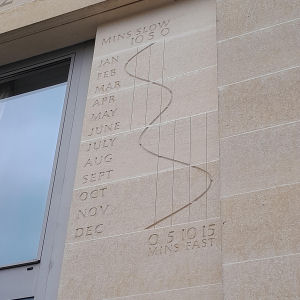 MINS SLOW
10 5 0
JAN
FEB
MAR
APR
MAY
JUNE
JULY
AUG
SEPT
OCT
NOV
DEC
0 5 10 15
MINS FAST